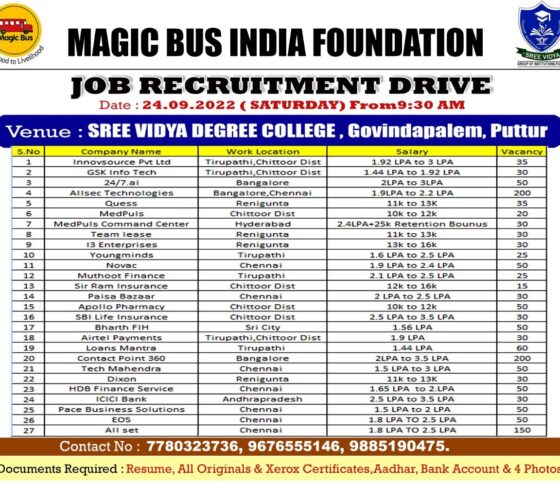 Magic Bus
ood to Livelihood
MAGIC BUS INDIA FOUNDATION
SREE VIDYA
JOB RECRUITMENT DRIVE
Date : 24.09.2022 ( SATURDAY) From9:30 AM
Venue : SREE VIDYA DEGREE COLLEGE , Govindapalem, Puttur
S.No Company Name Work Location Salary Vacancy
1 Innovsource Pvt Ltd Tirupathi,Chittoor Dist 1.92 LPA to 3 LPA 35
2 GSK Info Tech Tirupathi,Chittoor Dist 1.44 LPA to 1.92 LPA 30
3 24/7.ai Bangalore 2LPA to 3LPA 50
4 Allsec Technologies Bangalore,Chennai 1.9LPA to 2.2 LPA 200
5 Quess Renigunta 11k to 13K 35
6 MedPuls Chittoor Dist 10k to 12k 20
7 MedPuls Command Center Hyderabad 2.4LPA+25k Retention Bounus 30
8 Team lease Renigunta 11k to 13k 30
9 I3 Enterprises Renigunta 13k to 16k 30
10 Youngminds Tirupathi 1.6 LPA to 2.5 LPA 25
11 Novac Chennai 1.9 LPA to 2.4 LPA 50
12 Muthoot Finance Tirupathi 2.1 LPA to 2.5 LPA 25
13 Sir Ram Insurance Chittoor Dist 12k to 16k 15
14 Paisa Bazaar Chennai 2 LPA to 2.5 LPA 30
15 Apollo Pharmacy Chittoor Dist 10k to 12k 50
16 SBI Life Insurance Chittoor Dist 2.5 to 3.5 LPA 30
17 Bharth FIH Sri City 1.56 LPA 50
18 Airtel Payments Tirupathi,Chittoor Dist 1.9 LPA 30
19 Loans Mantra Tirupathi 1.44 LPA 60
20 Contact Point 360 Bangalore 2LPA to 3.5 LPA 200
21 Tech Mahendra Chennai 1.5 LPA to 2 LPA 50
22 Dixon Renigunta 11k to 13K 30
23 HDB Finance Service Chennai 1.65 LPA to 2.LPA 50
24 ICICI Bank Andhrapradesh 2.5 LPA to 3.5 LPA 30
25 Pace Business Solutions Chennai 1.5 LPA to 2 LPA 50
26 EOS Chennai 1.8 LPA TO 2.5 LPA 50
27 All set Chennai 1.8 LPA to 2.5 LPA 150
Contact No : 7780323736, 9676555146, 9885190475.
Documents Required : Resume, All Originals & Xerox Certificates,Aadhar, Bank Account & 4 Photos